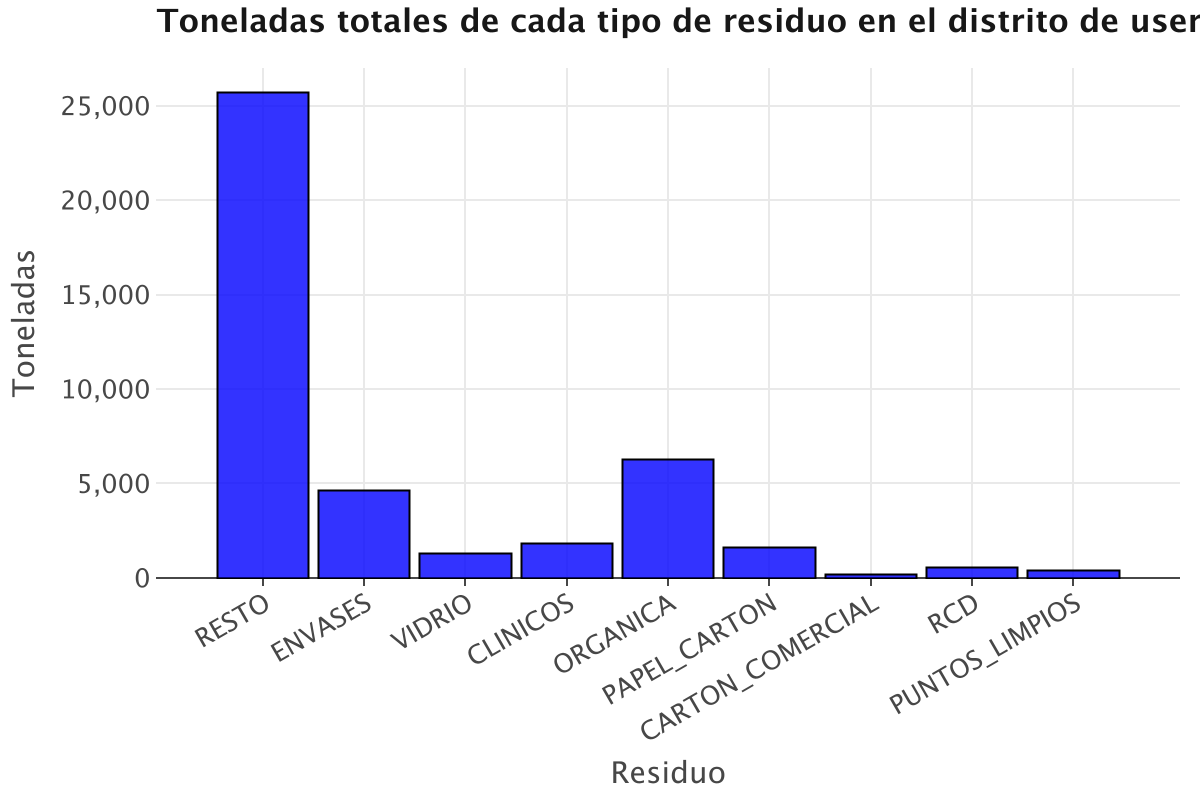 Toneladas totales de cada tipo de residuo en el distrito de user
25,000
20,000
15,000
10,000
5,000
0
Toneladas
RESTO
ENVASES
VIDRIO
CLINICOS
ORGANICA
PAPEL_CARTON
CARTON_COMERCIAL
RCD
PUNTOS_LIMPIOS
Residuo